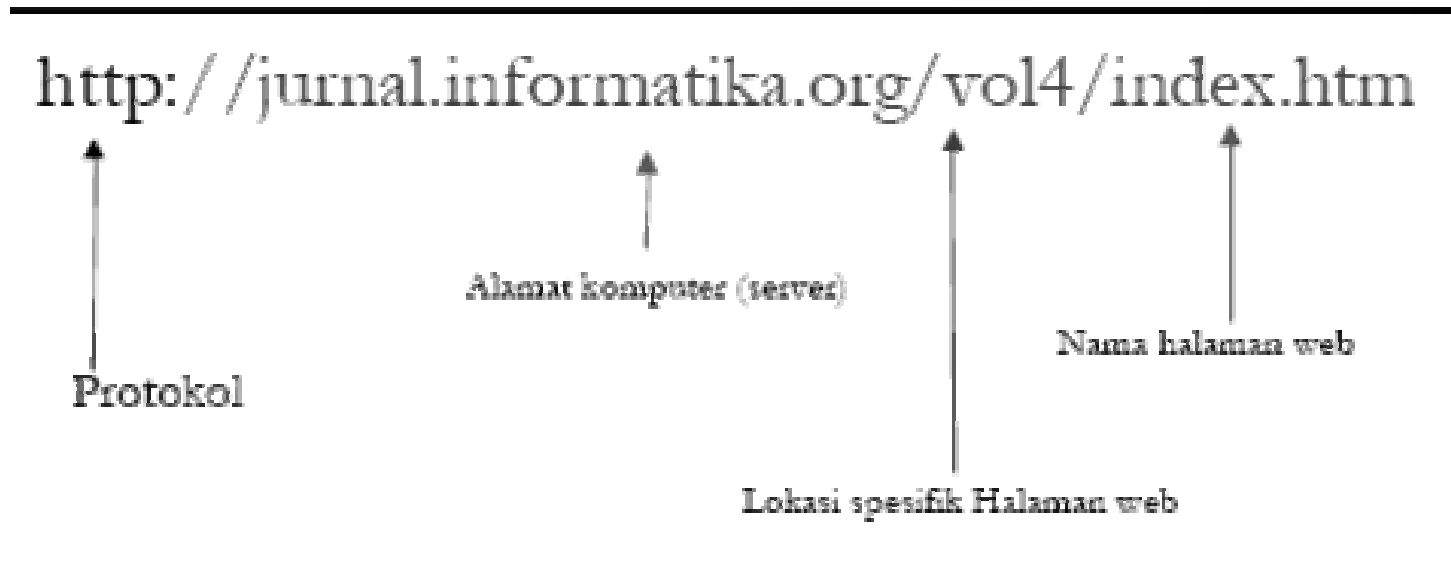 http://jurnal.informatika.org/vol4/index.htm
Alamat komputer (server)
Nama halaman web
Protokol
Lokasi spesifik Halaman web